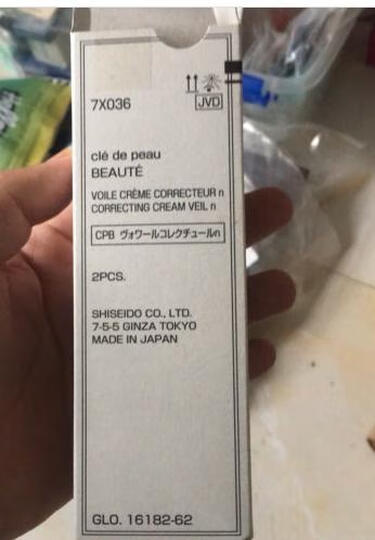 7X036
JVD
clé de peau
BEAUTÉ
VOILE CRÈME CORRECTEUR n
CORRECTING CREAM VEIL n
CPB ヴォワールコレクチュールn
2PCS.
SHISEIDO CO., LTD.
7-5-5 GINZA TOKYO
MADE IN JAPAN
GLO. 16182-62